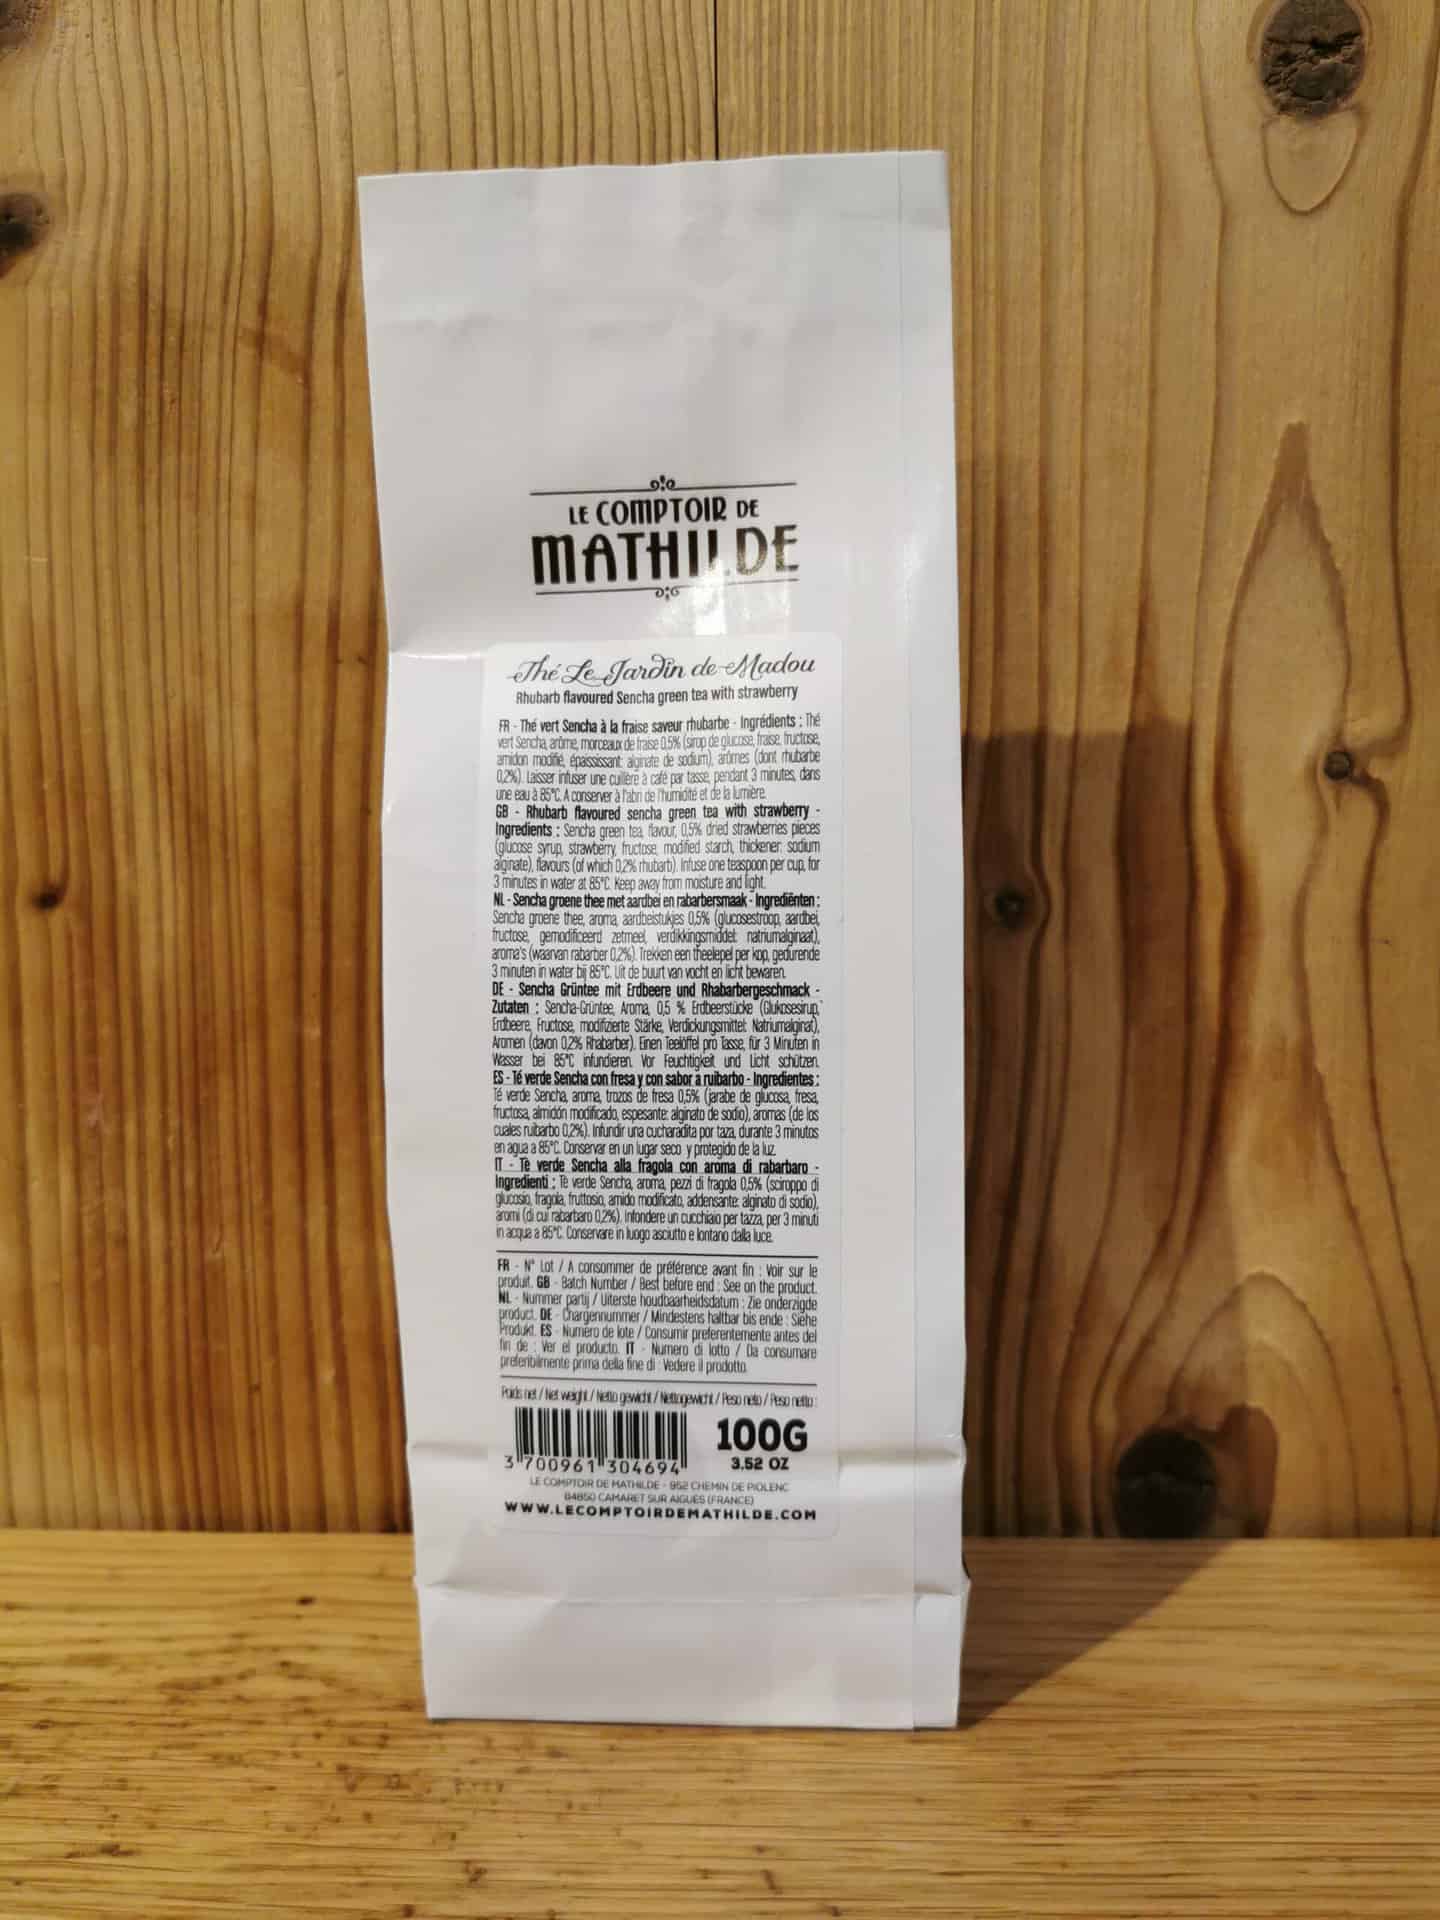 LE COMPTOIR DE
MATHILDE
Thé Le Jardin de Madou
Rhubarb flavoured Sencha green tea with strawberry
FR - Thé vert Sencha à la fraise saveur rhubarbe - Ingrédients : Thé
vert Sencha, arôme, morceaux de fraise 0.5% (sirop de glucose, fraise, fructose,
amidon modifié, épaississant: alginate de sodium), arômes (dont rhubarbe
0,2%). Laisser infuser une cuillère à café par tasse, pendant 3 minutes, dans
une eau à 85°C. A conserver à l'abri de l'humidité et de la lumière.
GB - Rhubarb flavoured sencha green tea with strawberry -
Ingredients : Sencha green tea, flavour, 0,5% dried strawberries pieces
(glucose syrup, strawberry, fructose, modified starch, thickener: sodium
alginate), flavours (of which 0,2% rhubarb). Infuse one teaspoon per cup, for
3 minutes in water at 85°C. Keep away from moisture and light.
NL - Sencha groene thee met aardbei en rabarbersmaak - Ingrediënten :
Sencha groene thee, aroma, aardbeistukjes 0,5% (glucosestroop, aardbei,
fructose, gemodificeerd zetmeel, verdikkingsmiddel: natriumalginaat),
aroma's (waarvan rabarber 0,2%). Trekken een theelepel per kop, gedurende
3 minuten in water bij 85°C. Uit de buurt van vocht en licht bewaren.
DE - Sencha Grüntee mit Erdbeere und Rhabarbergeschmack -
Zutaten : Sencha-Grüntee, Aroma, 0,5 % Erdbeerstücke (Glukosesirup,
Erdbeere, Fructose, modifizierte Stärke, Verdickungsmittel: Natriumalginat),
Aromen (davon 0,2% Rhabarber). Einen Teelöffel pro Tasse, für 3 Minuten in
Wasser bei 85°C infundieren. Vor Feuchtigkeit und Licht schützen.
ES - Té verde Sencha con fresa y con sabor a ruibarbo - Ingredientes :
Té verde Sencha, aroma, trozos de fresa 0,5% (jarabe de glucosa, fresa,
fructosa, almidón modificado, espesante: alginato de sodio), aromas (de los
cuales ruibarbo 0,2%). Infundir una cucharadita por taza, durante 3 minutos
en agua a 85°C. Conservar en un lugar seco y protegido de la luz.
IT - Tè verde Sencha alla fragola con aroma di rabarbaro -
Ingredienti : Tè verde Sencha, aroma, pezzi di fragola 0,5% (sciroppo di
glucosio, fragola, fruttosio, amido modificato, addensante: alginato di sodio),
aromi (di cui rabarbaro 0,2%). Infondere un cucchiaio per tazza, per 3 minuti
in acqua a 85°C. Conservare in luogo asciutto e lontano dalla luce.
FR - N° Lot / A consommer de préférence avant fin : Voir sur le
produit. GB - Batch Number / Best before end : See on the product.
NL - Nummer partij / Uiterste houdbaarheidsdatum : Zie onderzijde
product. DE - Chargennummer / Mindestens haltbar bis ende : Siehe
Produkt. ES - Numero de lote / Consumir preferentemente antes del
fin de : Ver el producto. IT - Numero di lotto / Da consumare
preferibilmente prima della fine di : Vedere il prodotto.
Poids net / Net weight / Netto gewicht / Nettogewicht / Peso neto / Peso netto :
100G
3.52 OZ
3 700961 304694
LE COMPTOIR DE MATHILDE - 952 CHEMIN DE PIOLENC
84850 CAMARET SUR AIGUES (FRANCE)
WWW.LECOMPTOIRDEMATHILDE.COM